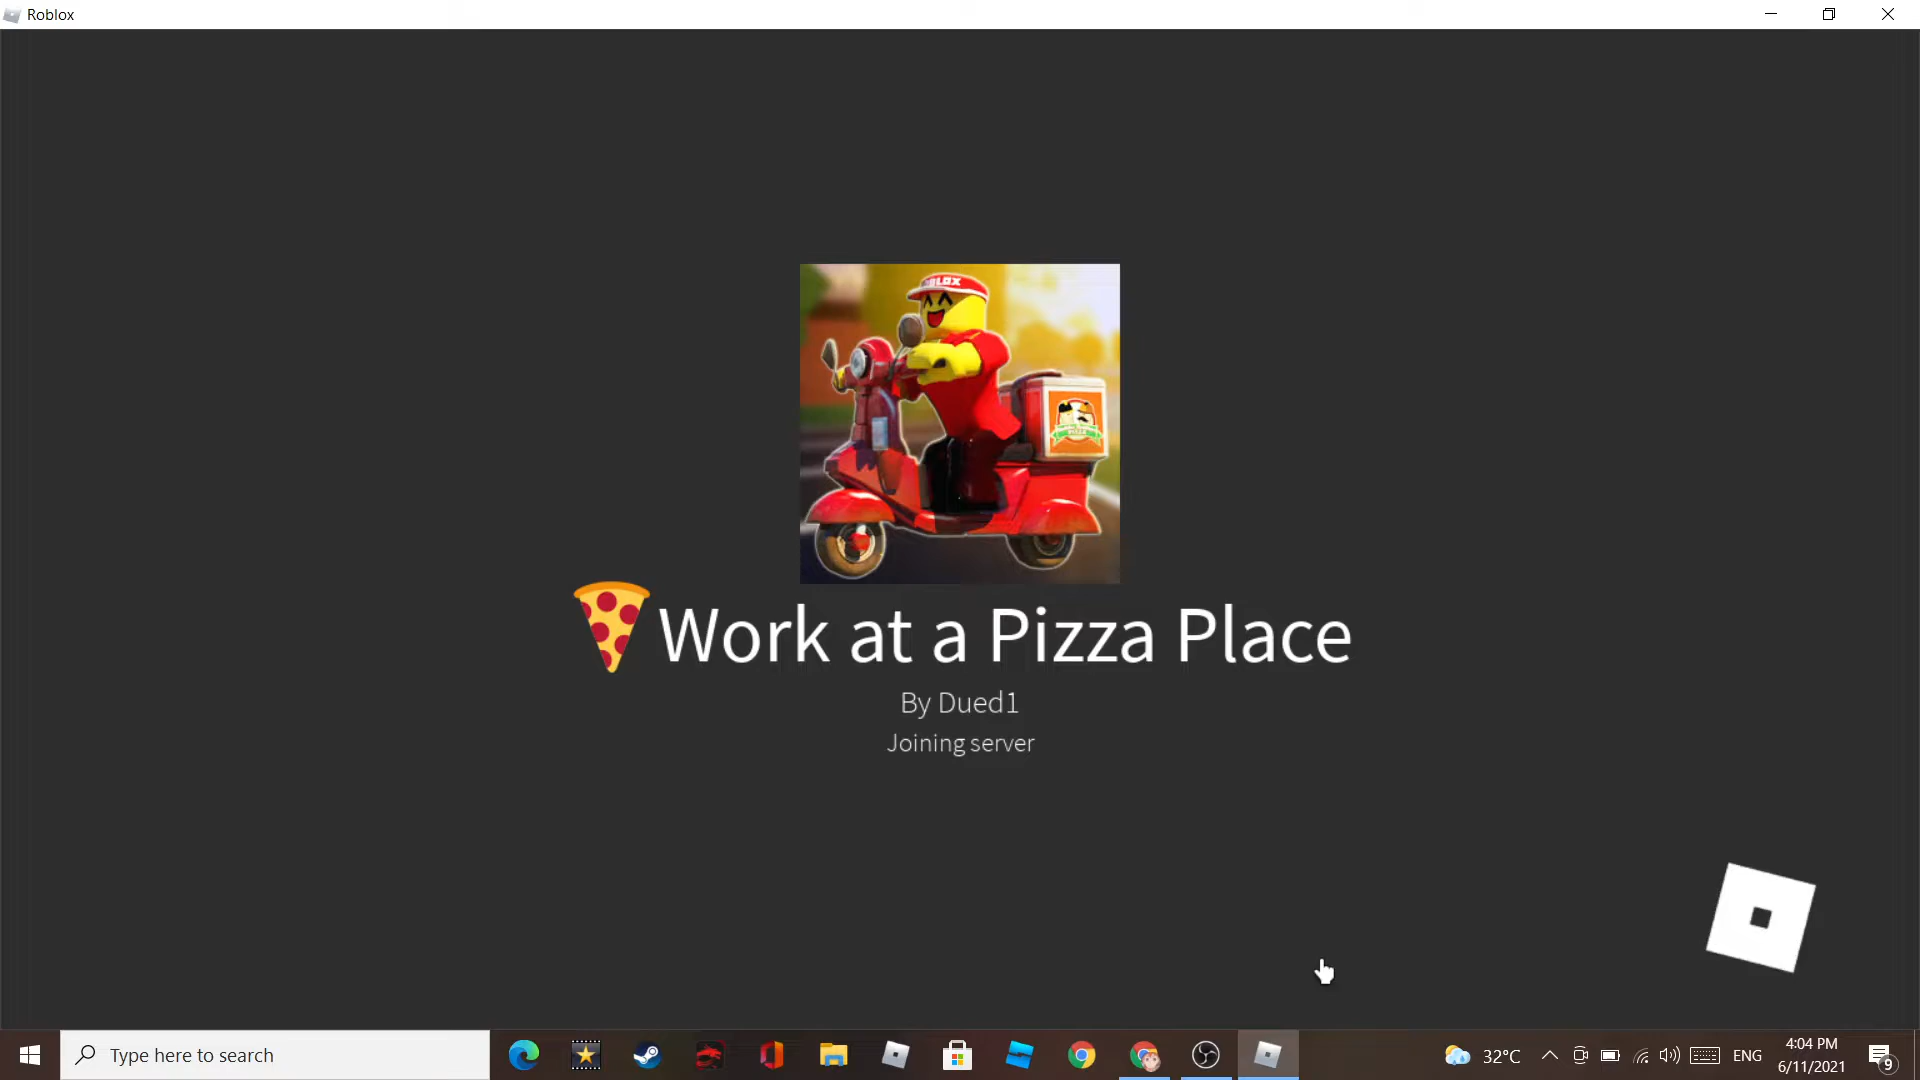 Roblox
🍕Work at a Pizza Place
By Dued1
Joining server
Type here to search
32°C
ENG
4:04 PM
6/11/2021
9